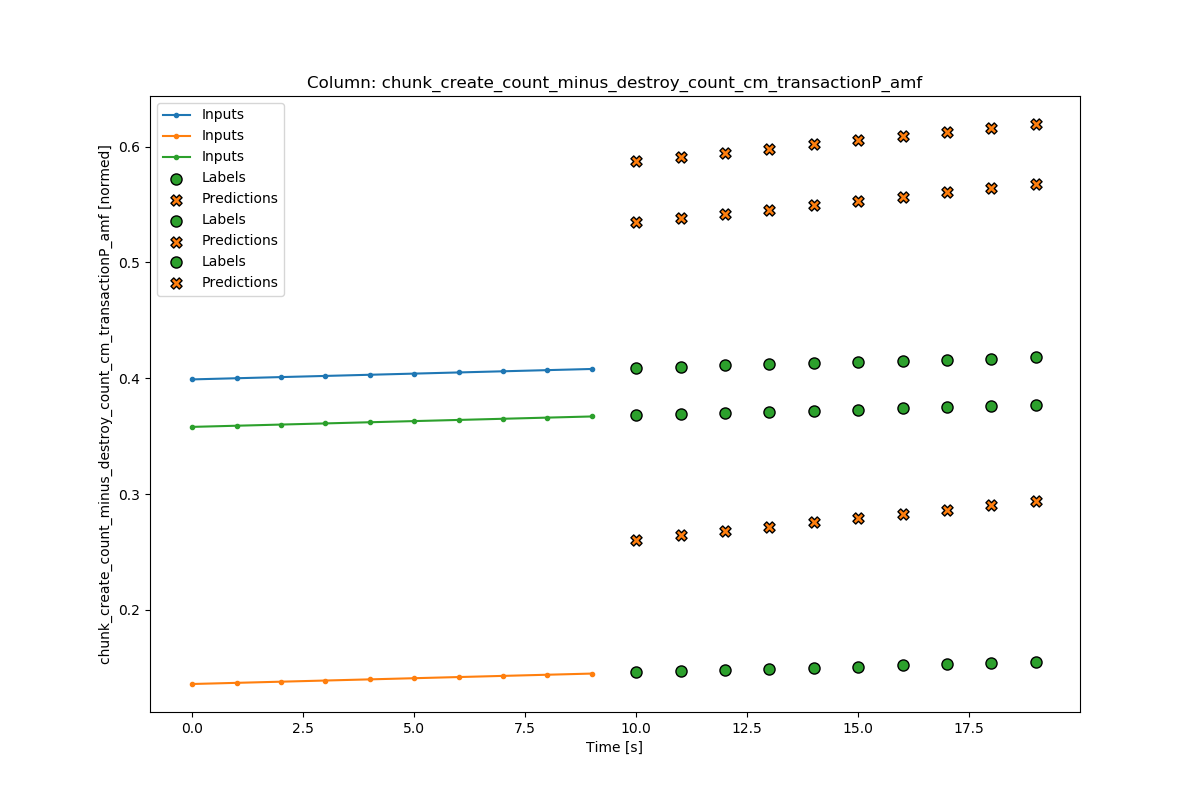 Column: chunk_create_count_minus_destroy_count_cm_transactionP_amf
Inputs
Inputs
Inputs
Labels
Predictions
Labels
Predictions
Labels
Predictions
chunk_create_count_minus_destroy_count_cm_transactionP_amf [normed]
0.6
0.5
0.4
0.3
0.2
0.0
2.5
5.0
7.5
10.0
12.5
15.0
17.5
Time [s]